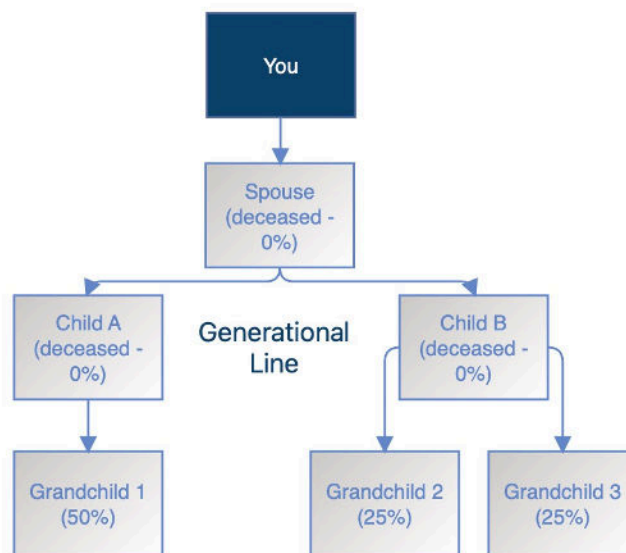 You
Spouse
(deceased -
0%)
Child A
(deceased -
0%)
Generational
Line
Child B
(deceased -
0%)
Grandchild 1
(50%)
Grandchild 2
(25%)
Grandchild 3
(25%)